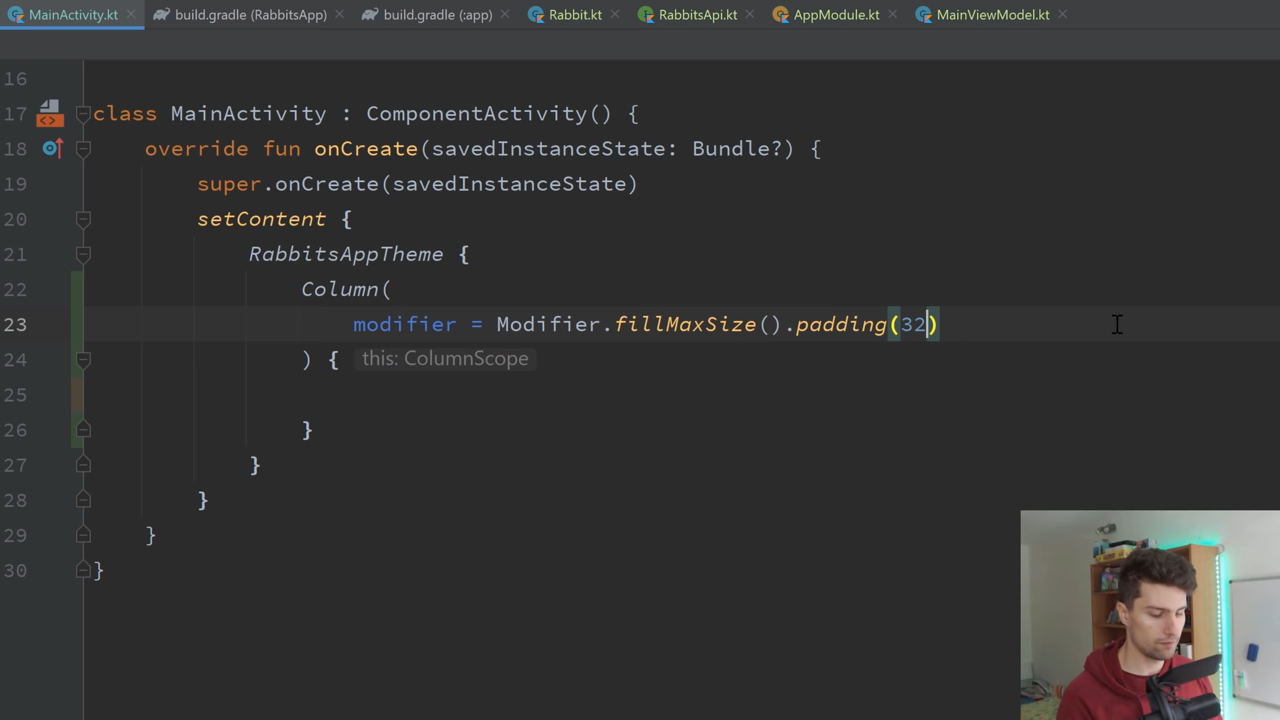 MainActivity.kt build.gradle (RabbitsApp) build.gradle (:app) Rabbit.kt RabbitsApi.kt AppModule.kt MainViewModel.kt
16
17 class MainActivity : ComponentActivity() {
18 override fun onCreate(savedInstanceState: Bundle?) {
19 super.onCreate(savedInstanceState)
20 setContent {
21 RabbitsAppTheme {
22 Column(
23 modifier = Modifier.fillMaxSize().padding(32)
24 ) { this: ColumnScope
25
26 }
27 }
28 }
29 }
30 }